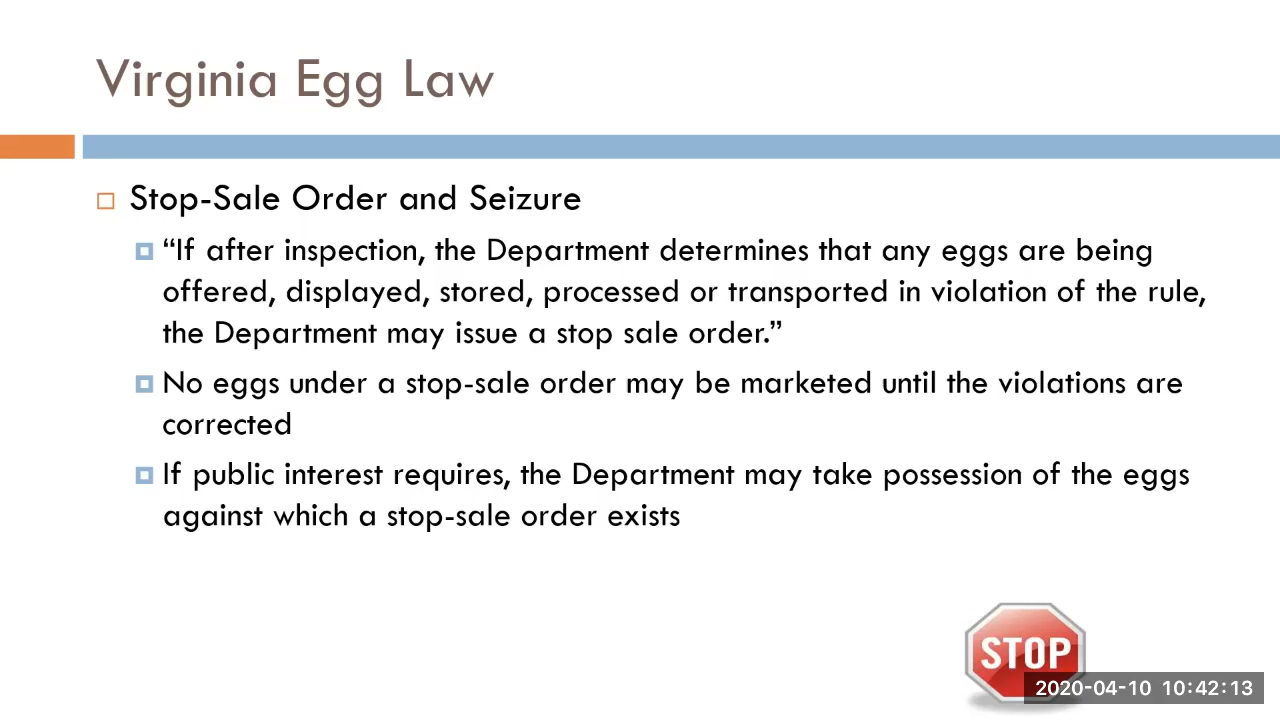 Virginia Egg Law
Stop-Sale Order and Seizure
“If after inspection, the Department determines that any eggs are being
offered, displayed, stored, processed or transported in violation of the rule,
the Department may issue a stop sale order.”
No eggs under a stop-sale order may be marketed until the violations are
corrected
If public interest requires, the Department may take possession of the eggs
against which a stop-sale order exists
STOP
2020-04-10 10:42:13